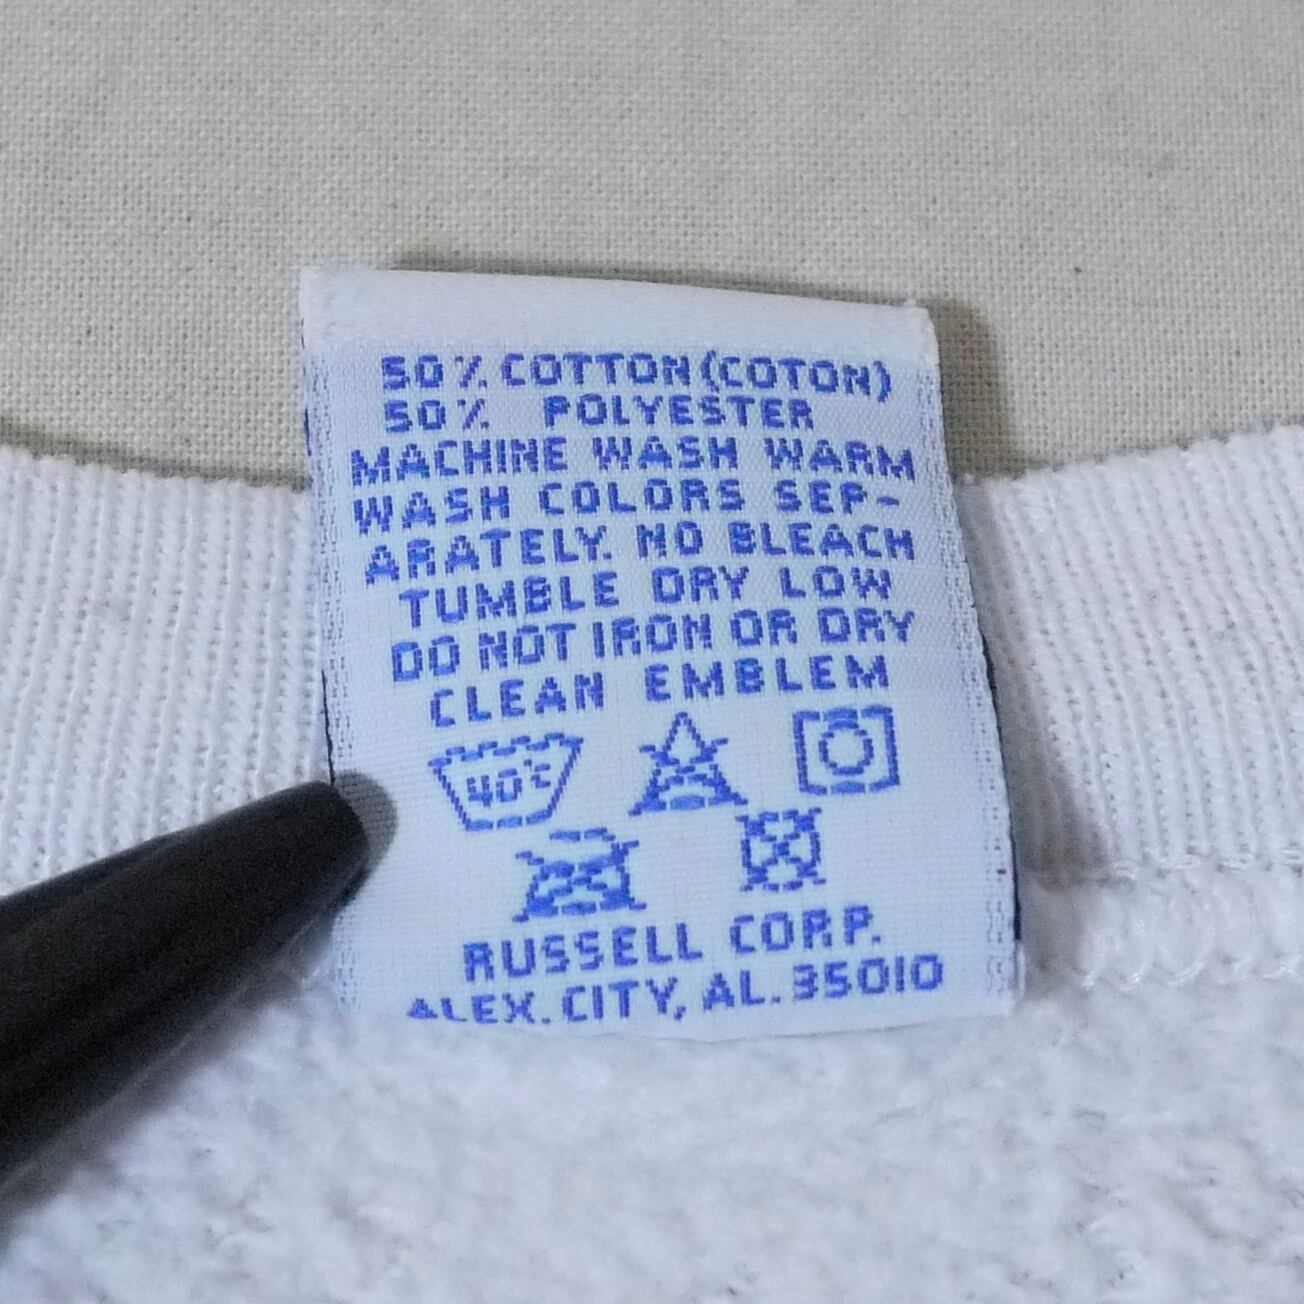 50% COTTON (COTON)
50% POLYESTER
MACHINE WASH WARM
WASH COLORS SEP-
ARATELY. NO BLEACH
TUMBLE DRY LOW
DO NOT IRON OR DRY
CLEAN EMBLEM
40°C
RUSSELL CORP.
ALEX. CITY, AL. 35010